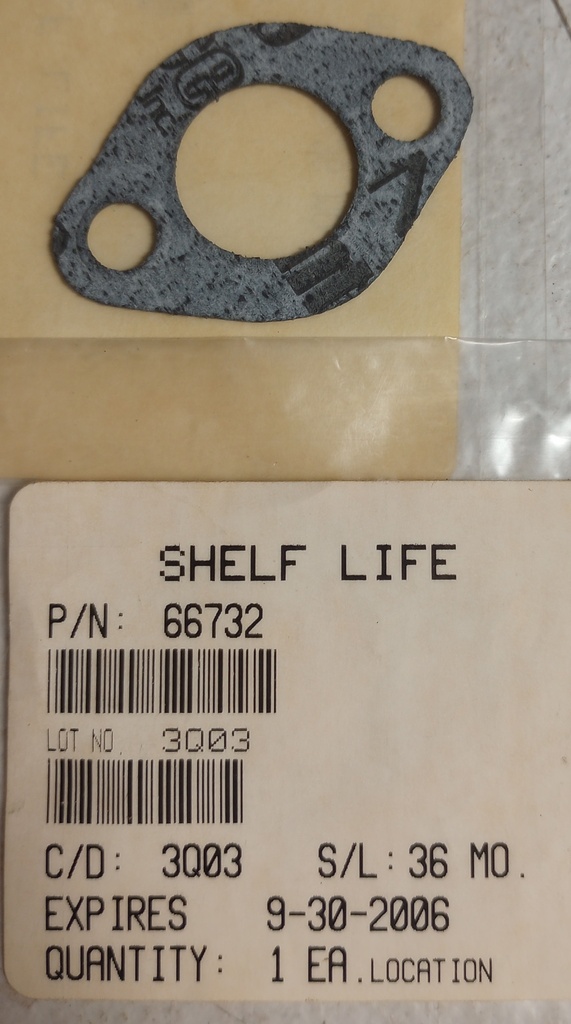 SHELF LIFE
P/N: 66732
LOT NO. 3Q03
C/D: 3Q03 S/L: 36 MO.
EXPIRES 9-30-2006
QUANTITY: 1 EA. LOCATION